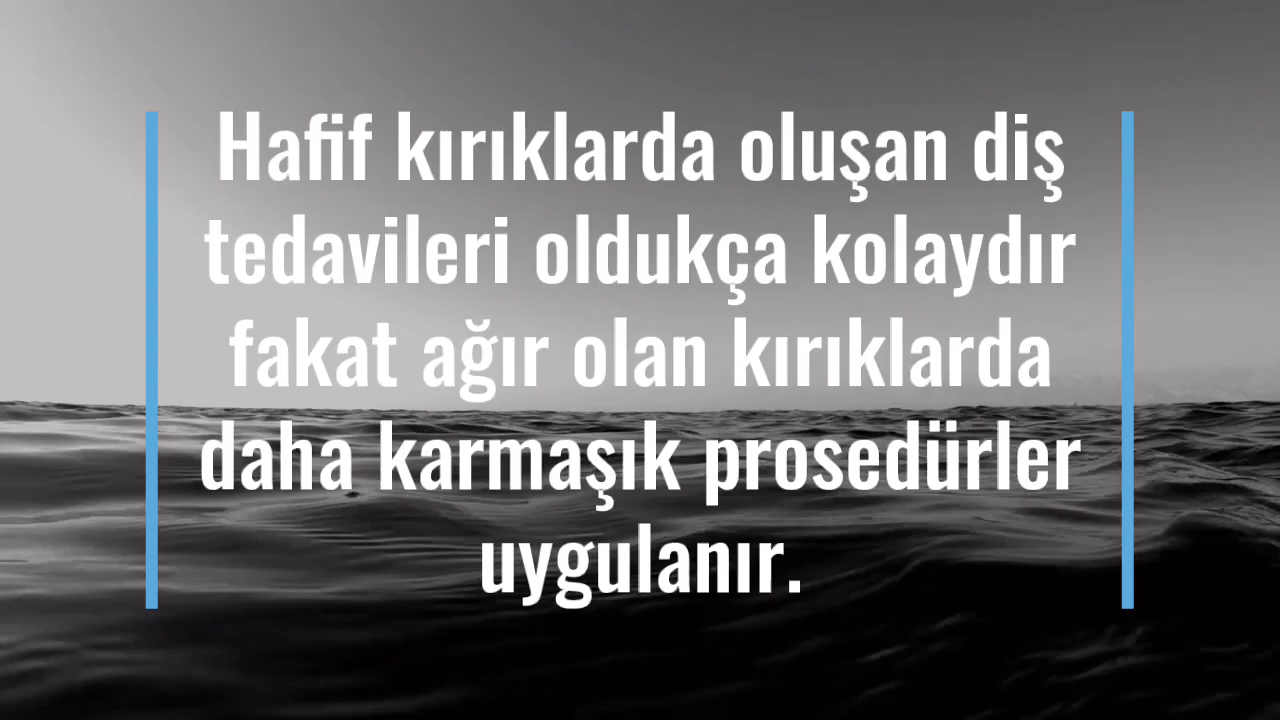 Hafif kırıklarda oluşan diş
tedavileri oldukça kolaydır
fakat ağır olan kırıklarda
daha karmaşık prosedürler
uygulanır.